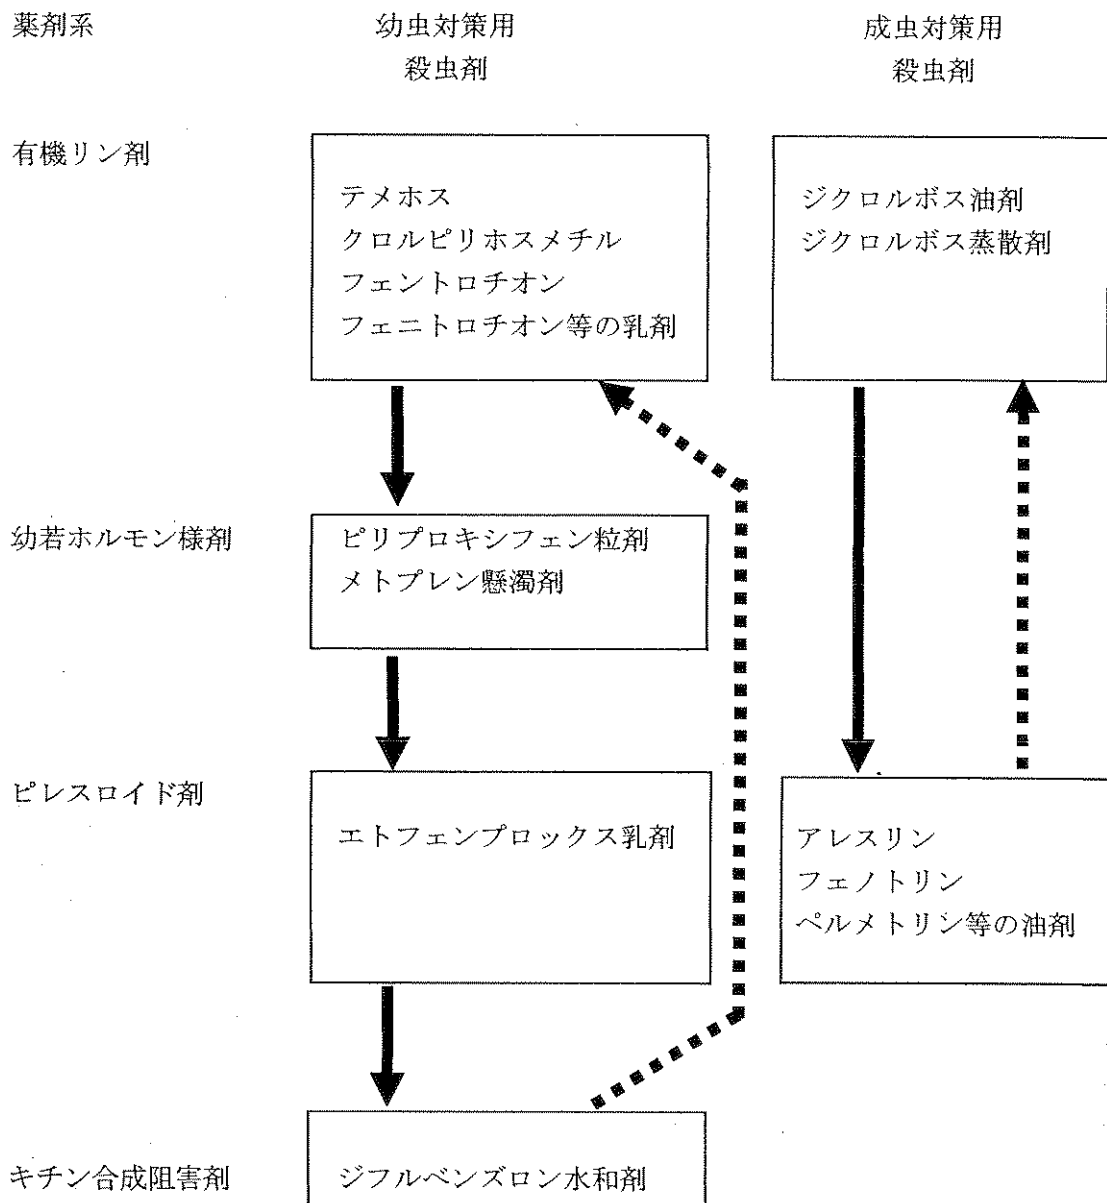 薬剤系
幼虫対策用
殺虫剤
成虫対策用
殺虫剤
有機リン剤
テメホス
クロルピリホスメチル
フェントロチオン
フェニトロチオン等の乳剤
ジクロルボス油剤
ジクロルボス蒸散剤
幼若ホルモン様剤
ピリプロキシフェン粒剤
メトプレン懸濁剤
ピレスロイド剤
エトフェンプロックス乳剤
アレスリン
フェノトリン
ペルメトリン等の油剤
キチン合成阻害剤
ジフルベンズロン水和剤